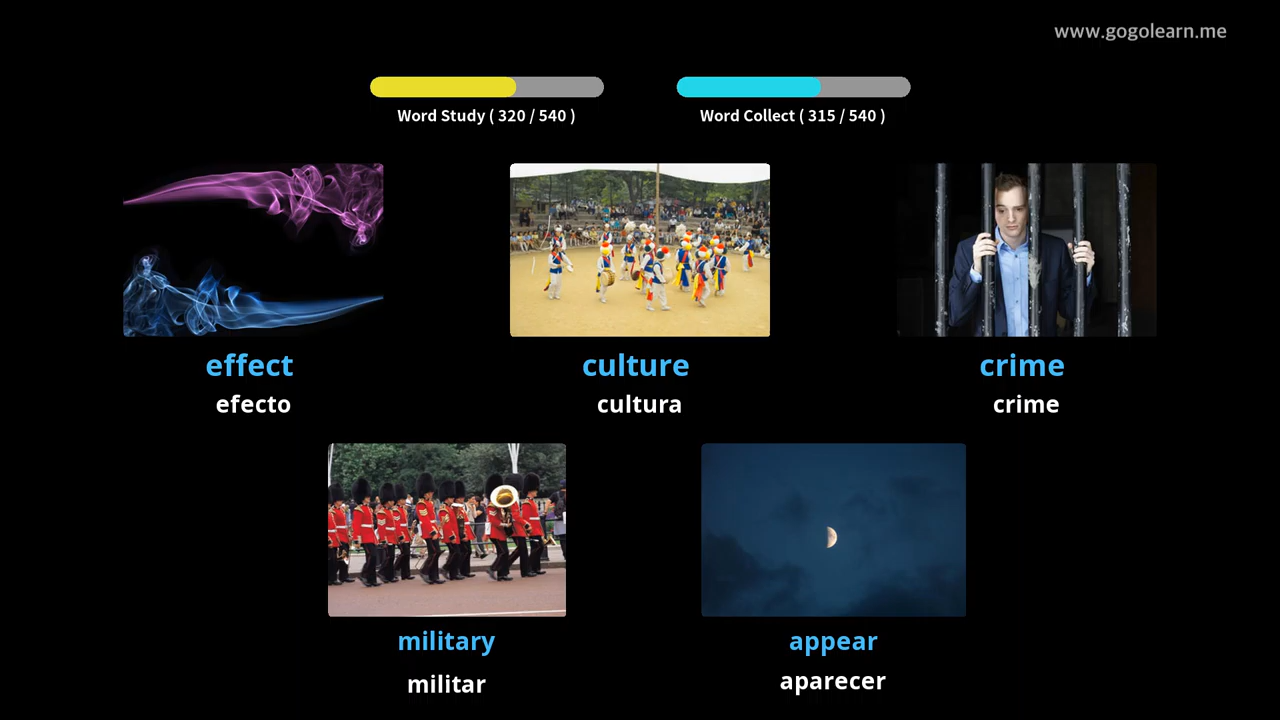 www.gogolearn.me
Word Study ( 320 / 540 )
Word Collect ( 315 / 540 )
effect
efecto
culture
cultura
crime
crime
military
militar
appear
aparecer